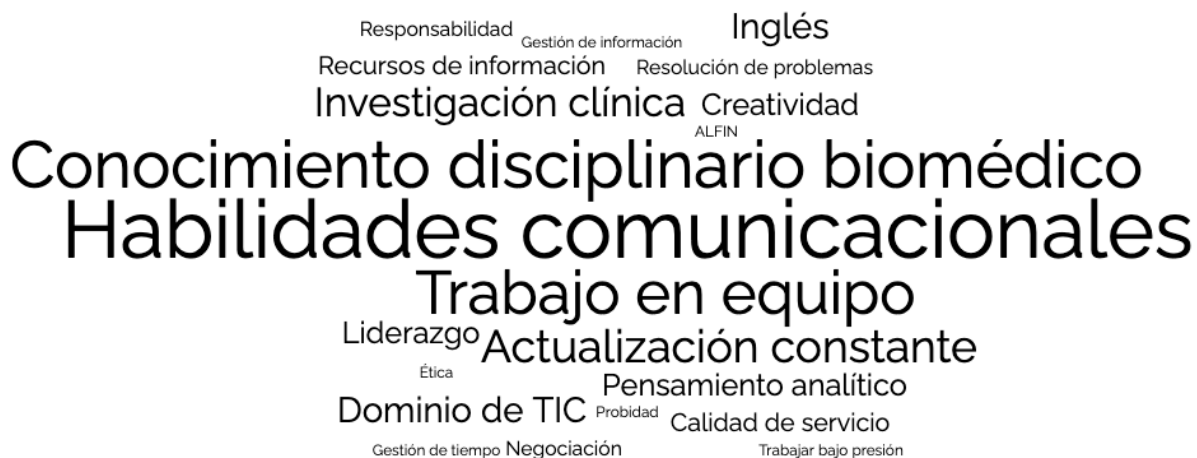 Responsabilidad
Gestión de información
Inglés
Recursos de información
Resolución de problemas
Investigación clínica
Creatividad
ALFIN
Conocimiento disciplinario biomédico
Habilidades comunicacionales
Trabajo en equipo
Liderazgo
Actualización constante
Ética
Pensamiento analítico
Dominio de TIC
Probidad
Calidad de servicio
Gestión de tiempo
Negociación
Trabajar bajo presión